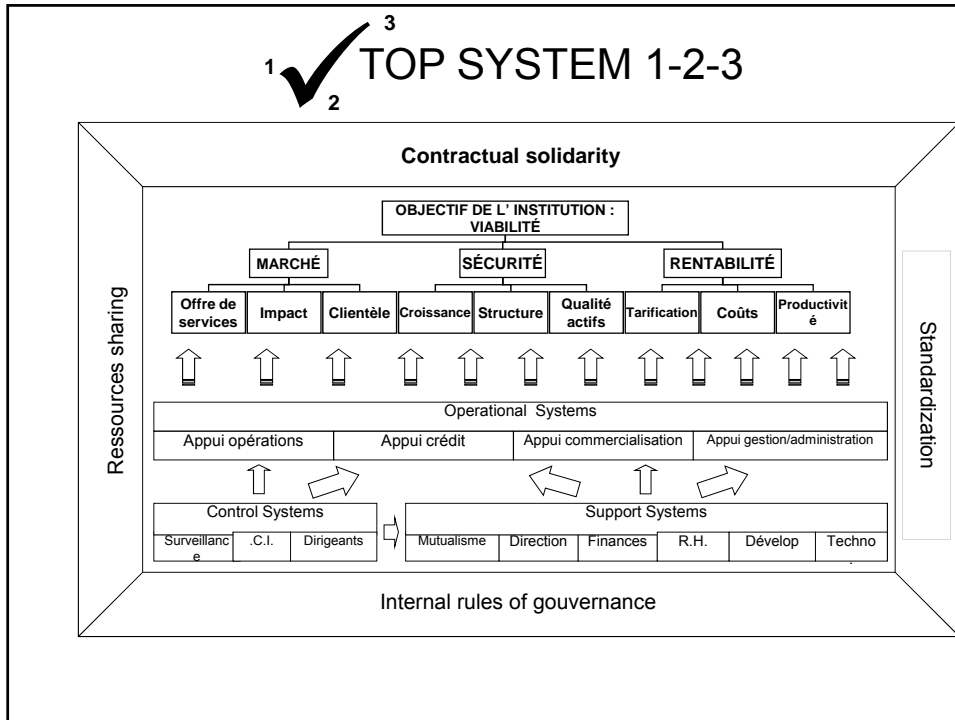 3
1
2
TOP SYSTEM 1-2-3
Contractual solidarity
Ressources sharing
OBJECTIF DE L' INSTITUTION :
VIABILITÉ
MARCHÉ
SÉCURITÉ
RENTABILITÉ
Offre de
services
Impact
Clientèle
Croissance
Structure
Qualité
actifs
Tarification
Coûts
Productivit
é
Operational Systems
Appui opérations
Appui crédit
Appui commercialisation
Appui gestion/administration
Control Systems
Surveillanc
e
.C.I.
Dirigeants
Support Systems
Mutualisme
Direction
Finances
R.H.
Dévelop
Techno
.
Standardization
Internal rules of gouvernance